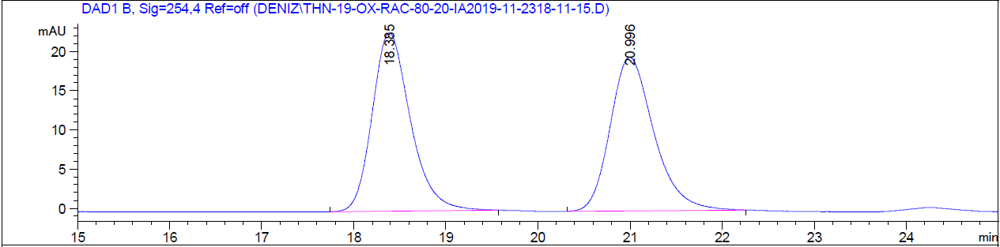 DAD1 B, Sig=254,4 Ref=off (DENIZ\THN-19-OX-RAC-80-20-IA2019-11-2318-11-15.D)
mAU
20
15
10
5
0
18.385
20.996
15 16 17 18 19 20 21 22 23 24 min